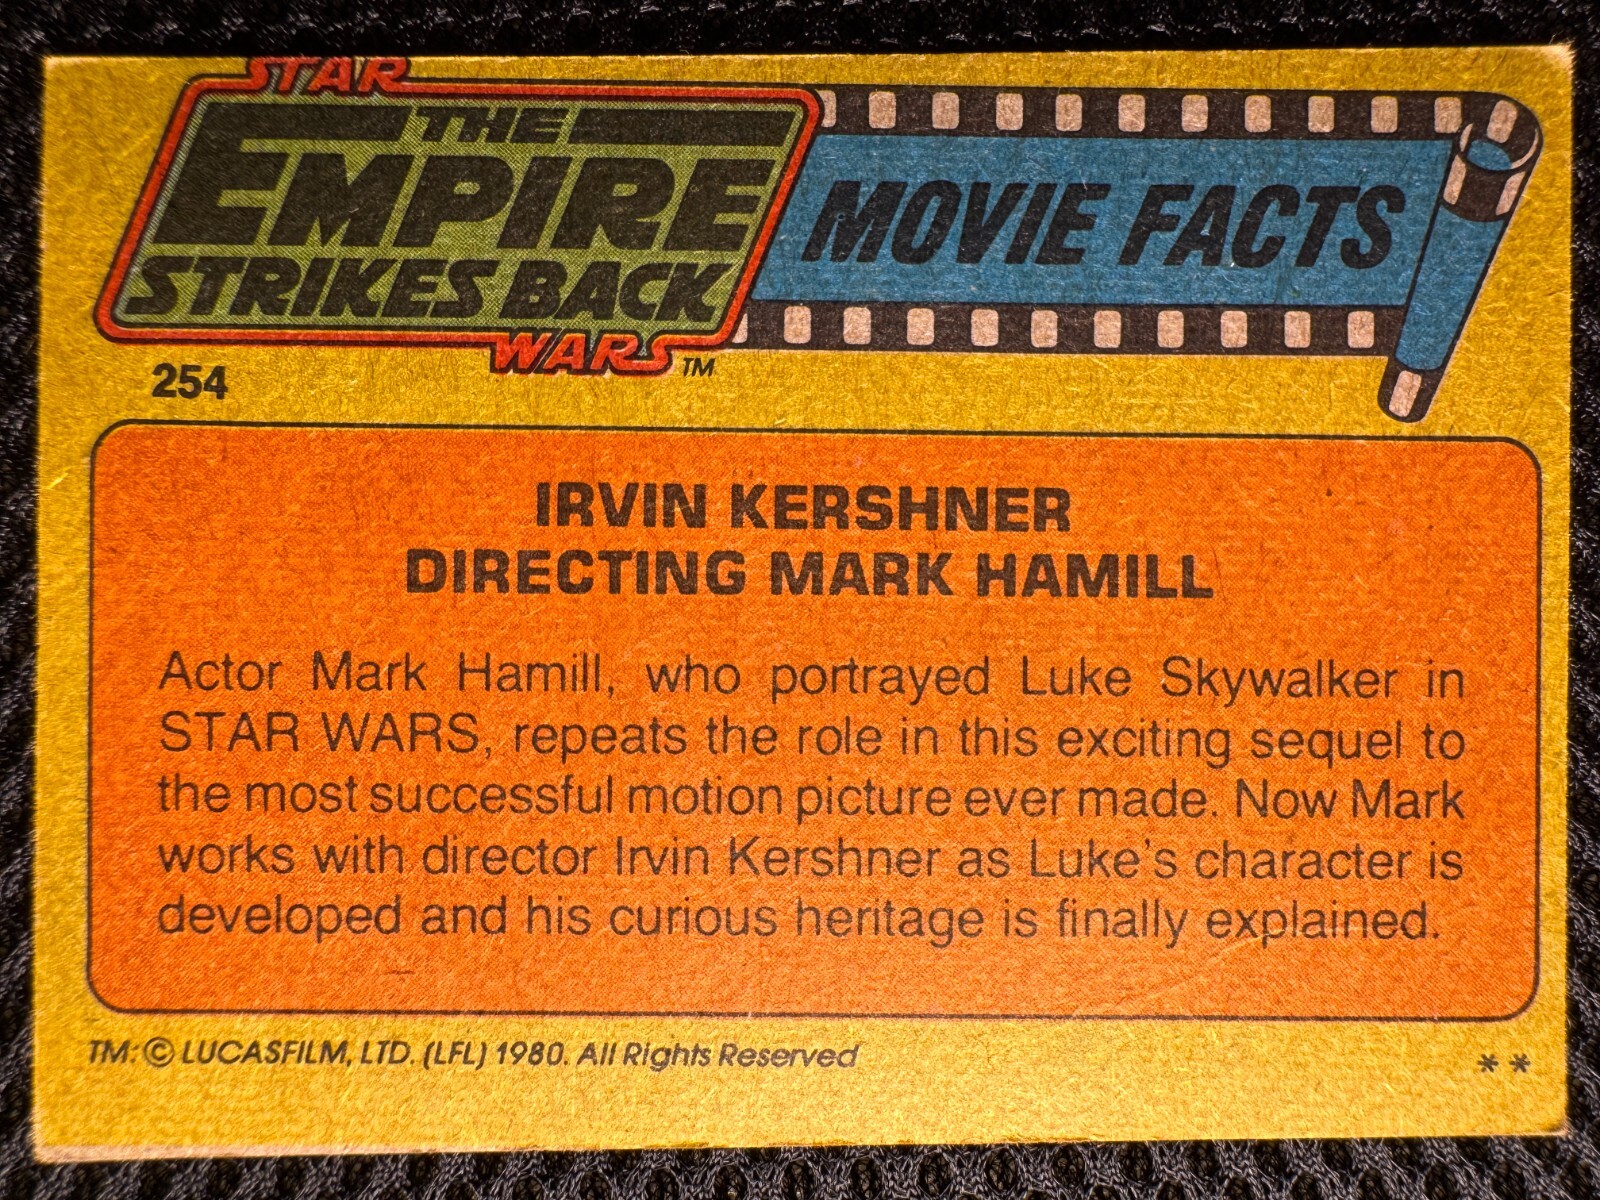 STAR
THE
EMPIRE
STRIKES BACK
WARS™
MOVIE FACTS
254
IRVIN KERSHNER
DIRECTING MARK HAMILL
Actor Mark Hamill, who portrayed Luke Skywalker in
STAR WARS, repeats the role in this exciting sequel to
the most successful motion picture ever made. Now Mark
works with director Irvin Kershner as Luke's character is
developed and his curious heritage is finally explained.
TM: © LUCASFILM, LTD. (LFL) 1980. All Rights Reserved
**